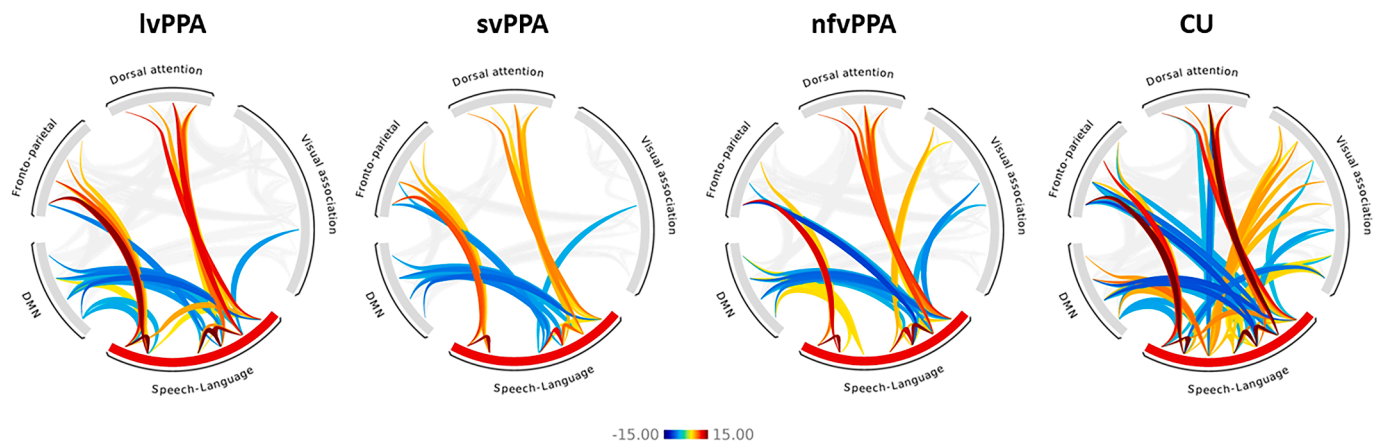 lvPPA
svPPA
nfvPPA
CU
Dorsal attention
Fronto-parietal
Visual association
DMN
Speech-Language
Dorsal attention
Fronto-parietal
Visual association
DMN
Speech-Language
Dorsal attention
Fronto-parietal
Visual association
DMN
Speech-Language
Dorsal attention
Fronto-parietal
Visual association
DMN
Speech-Language
-15.00 15.00